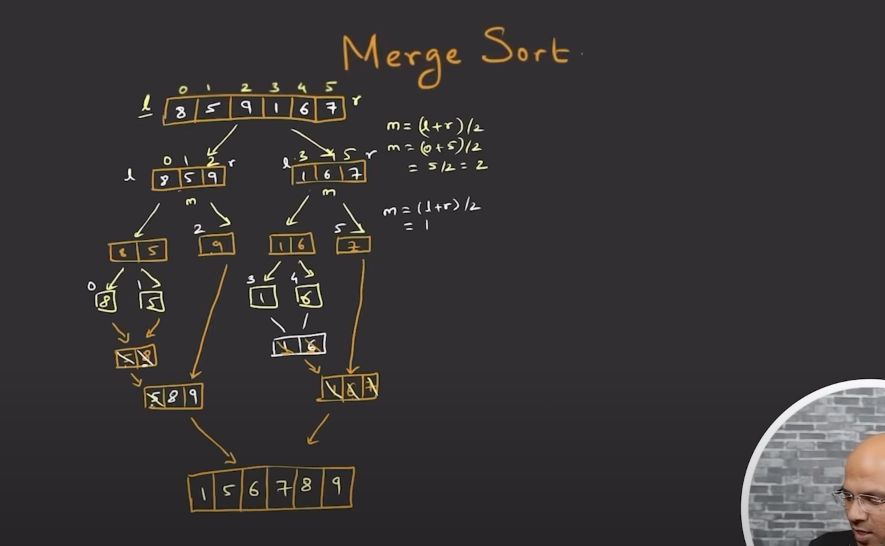 Merge Sort
0 1 2 3 4 5
l 8 5 9 1 6 7 r
m = (l+r)/2
m = (0+5)/2
= 5/2 = 2
0 1 2 r l 3 4 5 r
l 8 5 9 1 6 7
m m
m = (l+r)/2
= 1
2 5
8 5 9 1 6 7
0 1 3 4
8 5 1 6
5 8 1 6
5 8 9 1 6 7
1 5 6 7 8 9